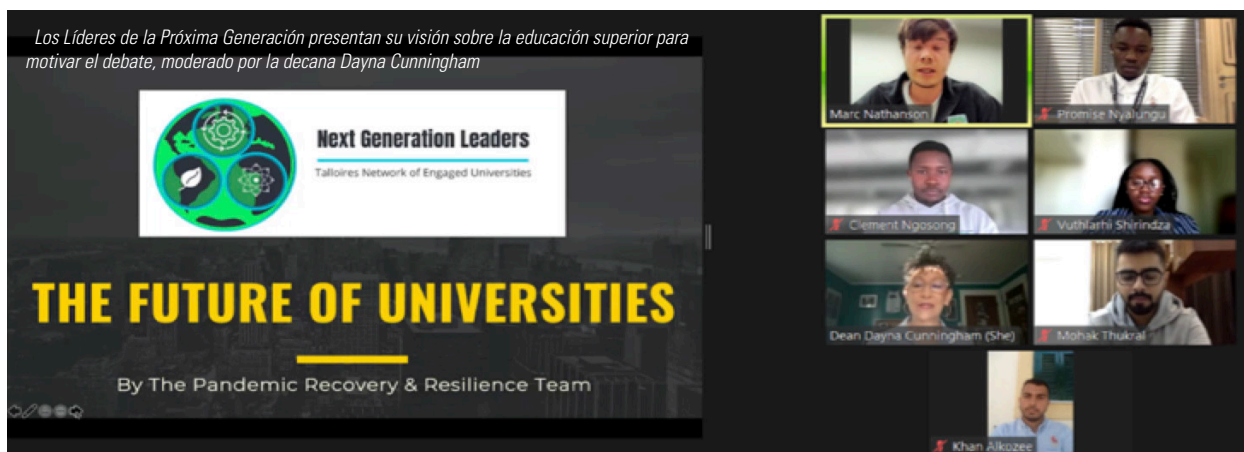 Los Líderes de la Próxima Generación presentan su visión sobre la educación superior para
motivar el debate, moderado por la decana Dayna Cunningham
Next Generation Leaders
Talloires Network of Engaged Universities
THE FUTURE OF UNIVERSITIES
By The Pandemic Recovery & Resilience Team
Marc Nathanson
Promise Nyalungu
Clement Ngosong
Vuthlarhi Shirindza
Dean Dayna Cunningham (She)
Mohak Thukral
Khan Alkozee